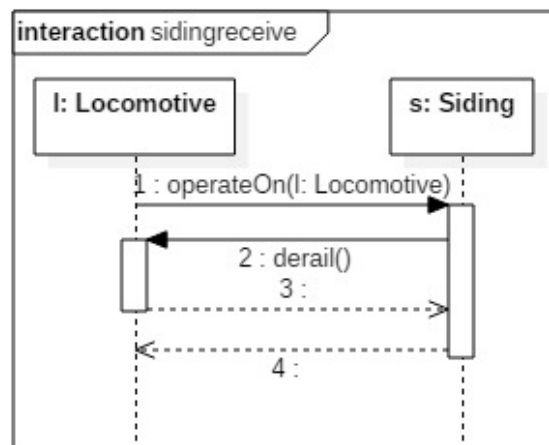 interaction sidingreceive
l: Locomotive
s: Siding
1 : operateOn(l: Locomotive)
2 : derail()
3 :
4 :